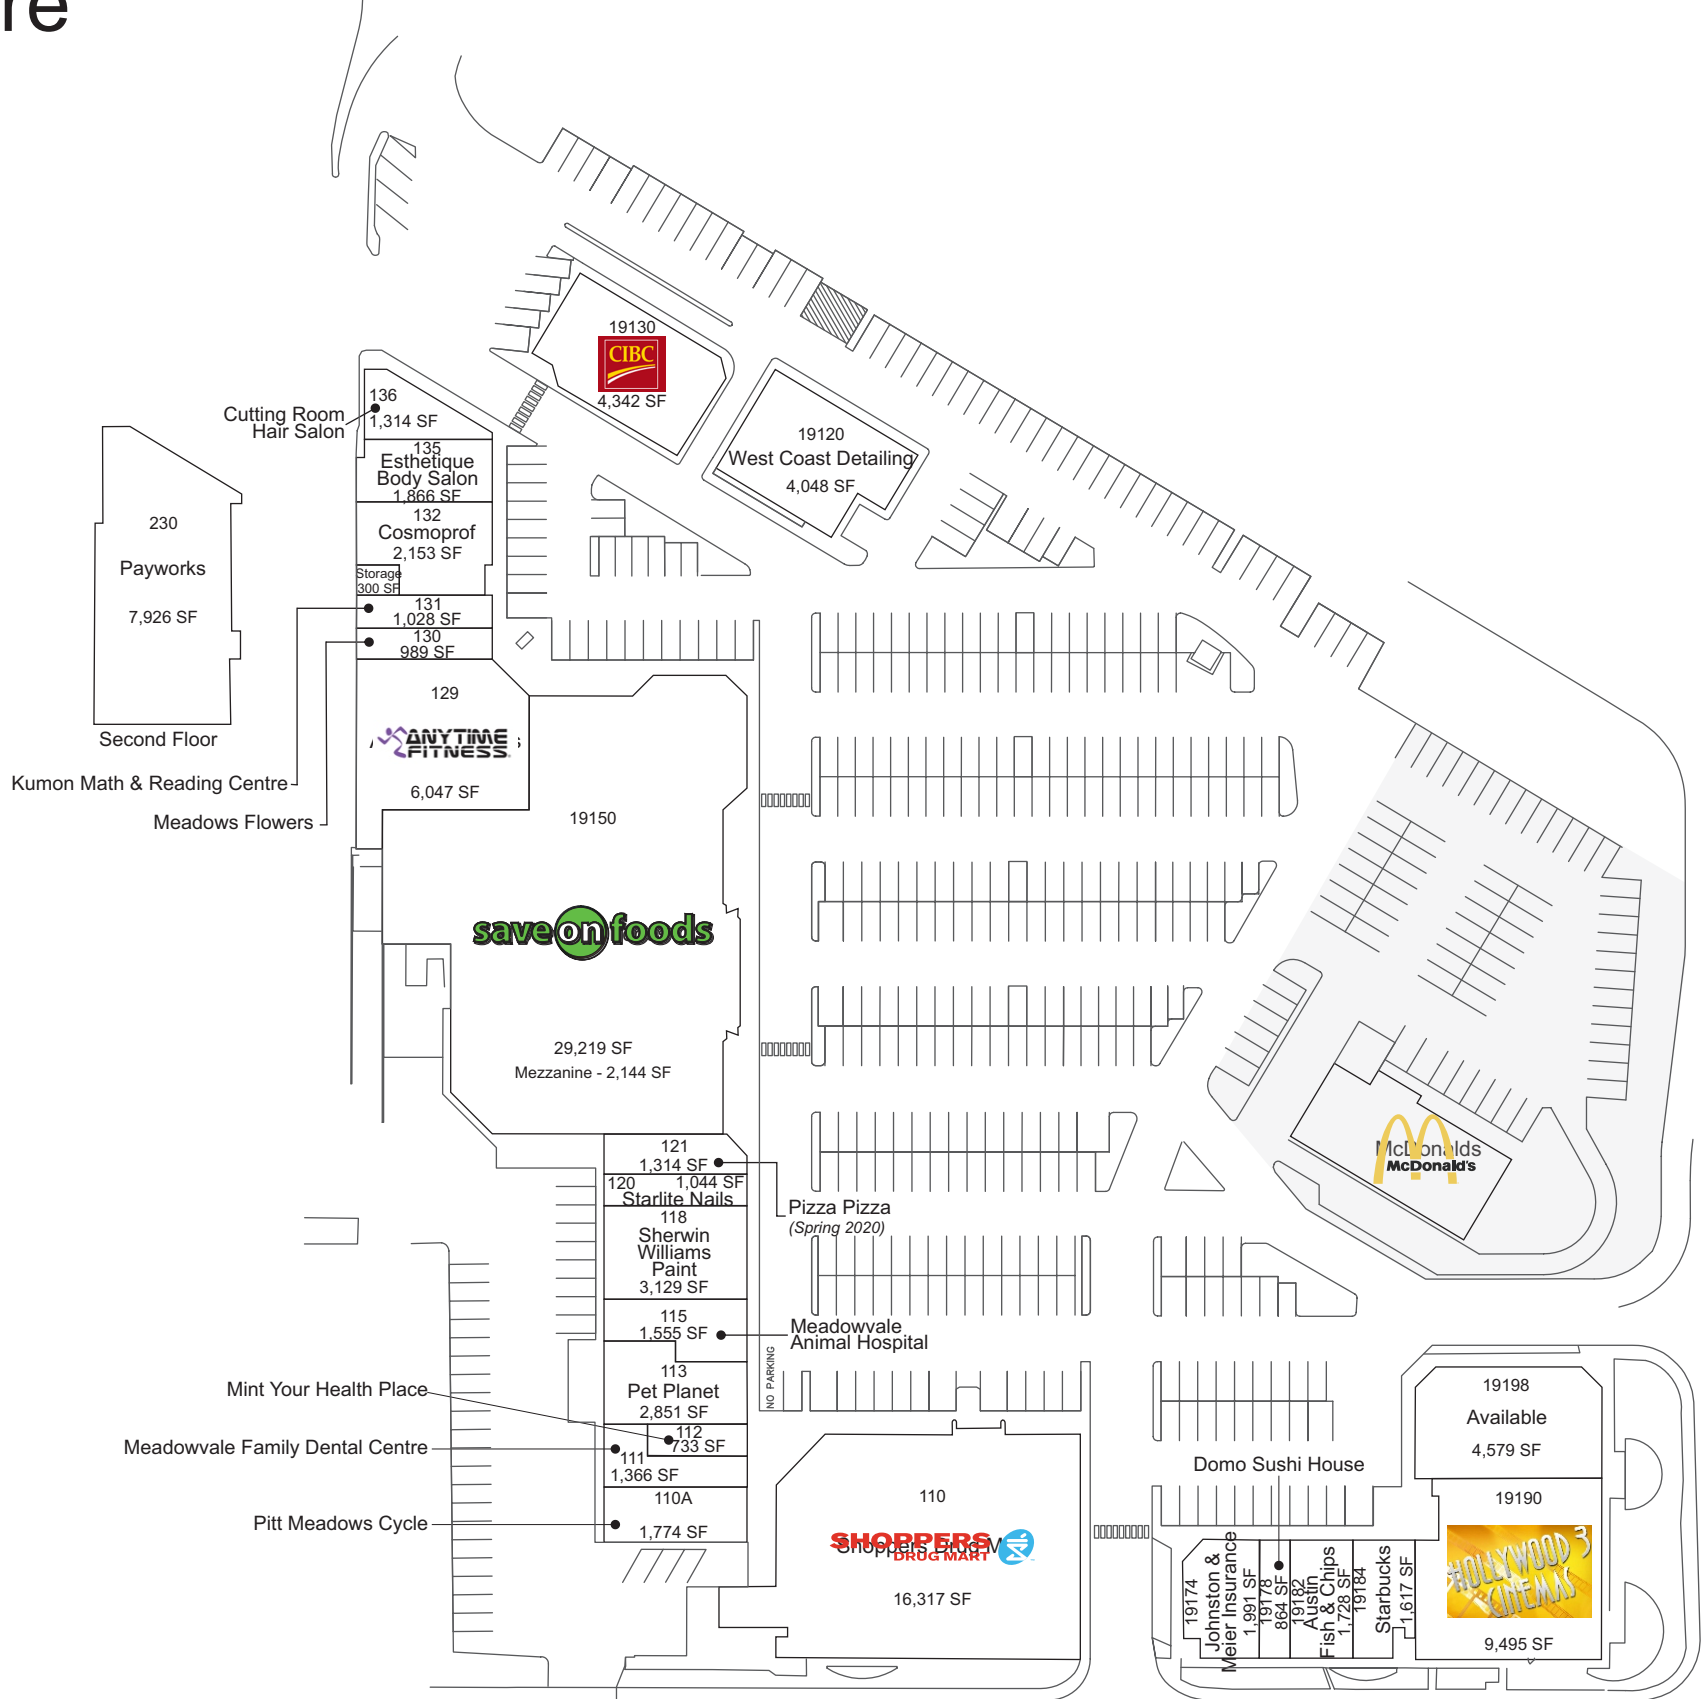 re
19130
CIBC
4,342 SF
136
1,314 SF
Cutting Room
Hair Salon
135
Esthetique
Body Salon
1,866 SF
19120
West Coast Detailing
4,048 SF
132
Cosmoprof
2,153 SF
230
Payworks
7,926 SF
Second Floor
Storage
300 SF
131
1,028 SF
130
989 SF
129
ANYTIME
FITNESS
6,047 SF
Kumon Math & Reading Centre
Meadows Flowers
19150
save on foods
29,219 SF
Mezzanine - 2,144 SF
McDonalds
McDonald's
121
1,314 SF
120 1,044 SF
Starlite Nails
Pizza Pizza
(Spring 2020)
118
Sherwin
Williams
Paint
3,129 SF
115
1,555 SF
Meadowvale
Animal Hospital
NO PARKING
113
Pet Planet
2,851 SF
Mint Your Health Place
112
733 SF
Meadowvale Family Dental Centre
111
1,366 SF
110A
1,774 SF
Pitt Meadows Cycle
110
SHOPPERS
DRUG MART
Shoppers Drug M
16,317 SF
Domo Sushi House
19174
Johnston &
Meier Insurance
1,991 SF
19178
864 SF
19182
Austin
Fish & Chips
1,728 SF
19184
Starbucks
1,617 SF
19198
Available
4,579 SF
19190
HOLLYWOOD 3
CINEMAS
9,495 SF